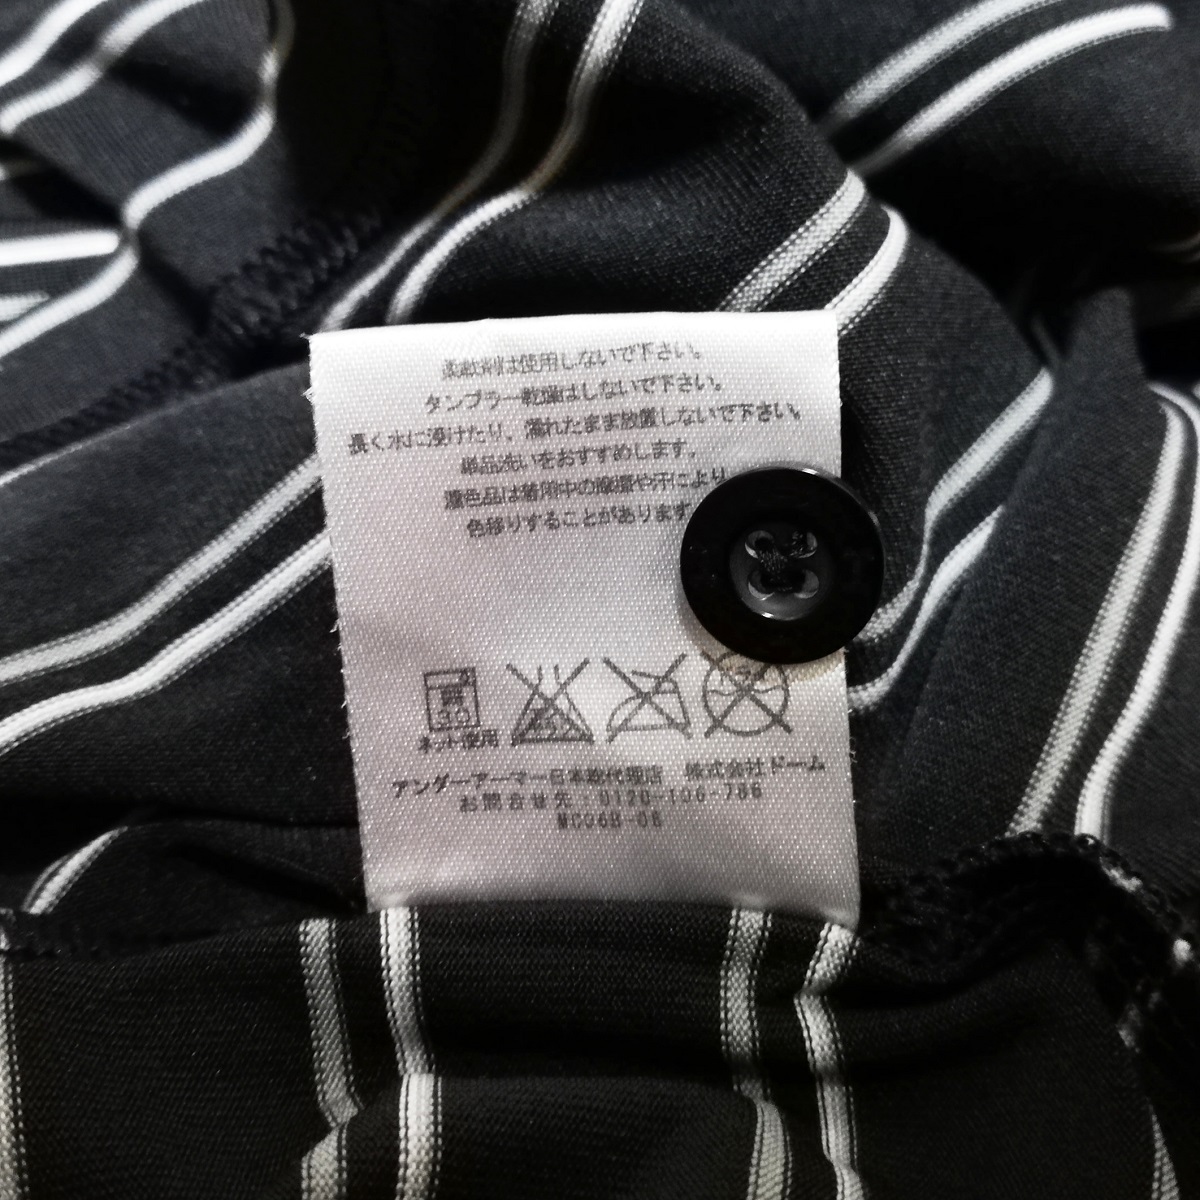 柔軟剤は使用しないで下さい。
タンブラー乾燥はしないで下さい。
長く水に浸けたり、濡れたまま放置しないで下さい。
単品洗いをおすすめします。
濃色品は着用中の摩擦や汗により
色移りすることがあります
ネット使用
アンダーアーマー日本総代理店 株式会社ドーム
お問合せ先:0120-106-786
MC06B-08